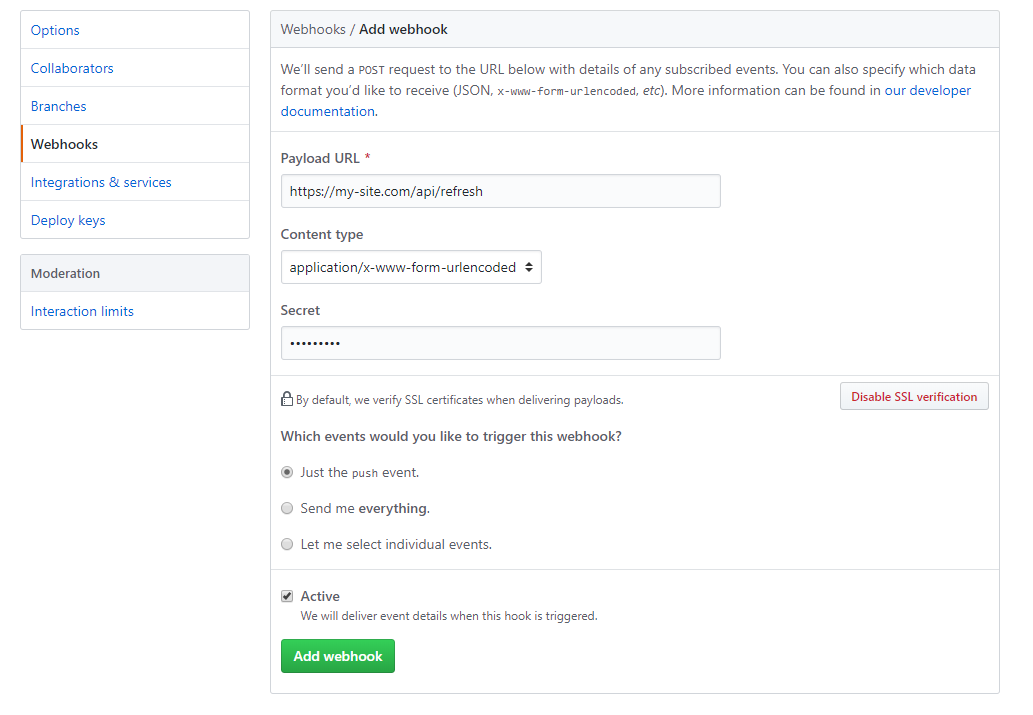 Options
Collaborators
Branches
Webhooks
Integrations & services
Deploy keys
Moderation
Interaction limits
Webhooks / Add webhook
We’ll send a POST request to the URL below with details of any subscribed events. You can also specify which data
format you’d like to receive (JSON, x-www-form-urlencoded, etc). More information can be found in our developer
documentation.
Payload URL *
https://my-site.com/api/refresh
Content type
application/x-www-form-urlencoded
Secret
•••••••••
By default, we verify SSL certificates when delivering payloads.
Disable SSL verification
Which events would you like to trigger this webhook?
Just the push event.
Send me everything.
Let me select individual events.
Active
We will deliver event details when this hook is triggered.
Add webhook